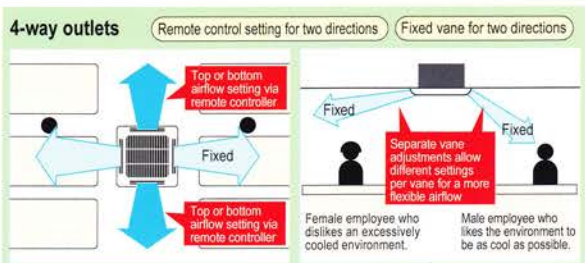 4-way outlets
Remote control setting for two directions
Fixed vane for two directions
Top or bottom
airflow setting via
remote controller
Fixed
Top or bottom
airflow setting via
remote controller
Fixed
Fixed
Separate vane
adjustments allow
different settings
per vane for a more
flexible airflow
Female employee who
dislikes an excessively
cooled environment.
Male employee who
likes the environment to
be as cool as possible.